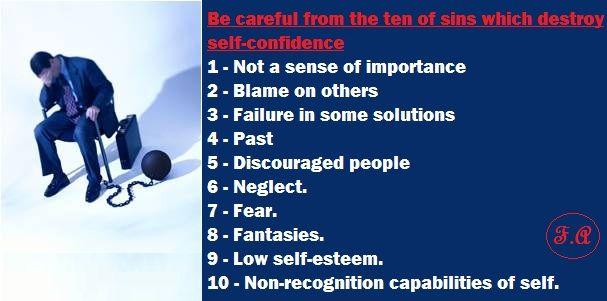 Be careful from the ten of sins which destroy
self-confidence
1 - Not a sense of importance
2 - Blame on others
3 - Failure in some solutions
4 - Past
5 - Discouraged people
6 - Neglect.
7 - Fear.
8 - Fantasies.
F.A
9 - Low self-esteem.
10 - Non-recognition capabilities of self.